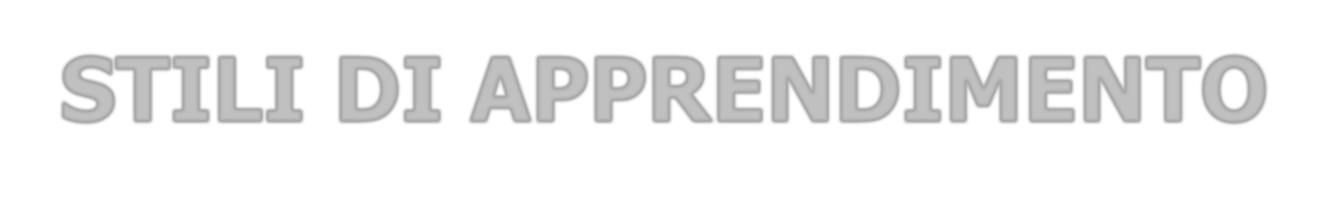 STILI DI APPRENDIMENTO